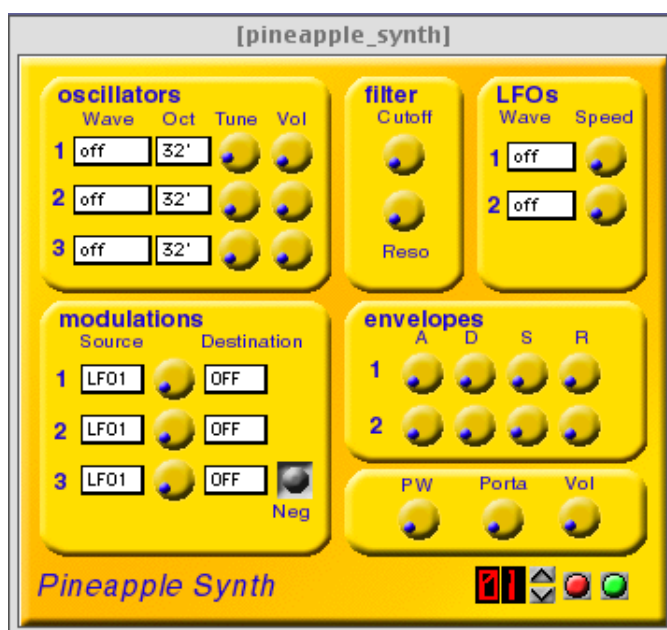 [pineapple_synth]
oscillators
Wave Oct Tune Vol
1 off 32'
2 off 32'
3 off 32'
filter
Cutoff
Reso
LFOs
Wave Speed
1 off
2 off
modulations
Source Destination
1 LFO1 OFF
2 LFO1 OFF
3 LFO1 OFF
Neg
envelopes
A D S R
1
2
PW Porta Vol
Pineapple Synth
01